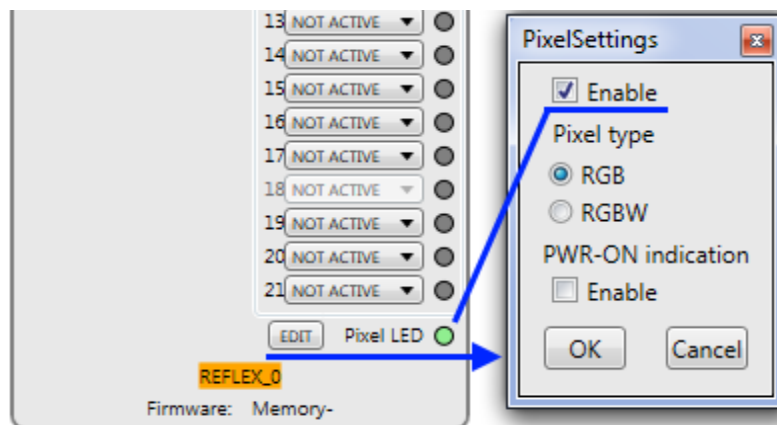 13 NOT ACTIVE
14 NOT ACTIVE
15 NOT ACTIVE
16 NOT ACTIVE
17 NOT ACTIVE
18 NOT ACTIVE
19 NOT ACTIVE
20 NOT ACTIVE
21 NOT ACTIVE
EDIT Pixel LED
REFLEX_0
Firmware: Memory-
PixelSettings
Enable
Pixel type
RGB
RGBW
PWR-ON indication
Enable
OK Cancel